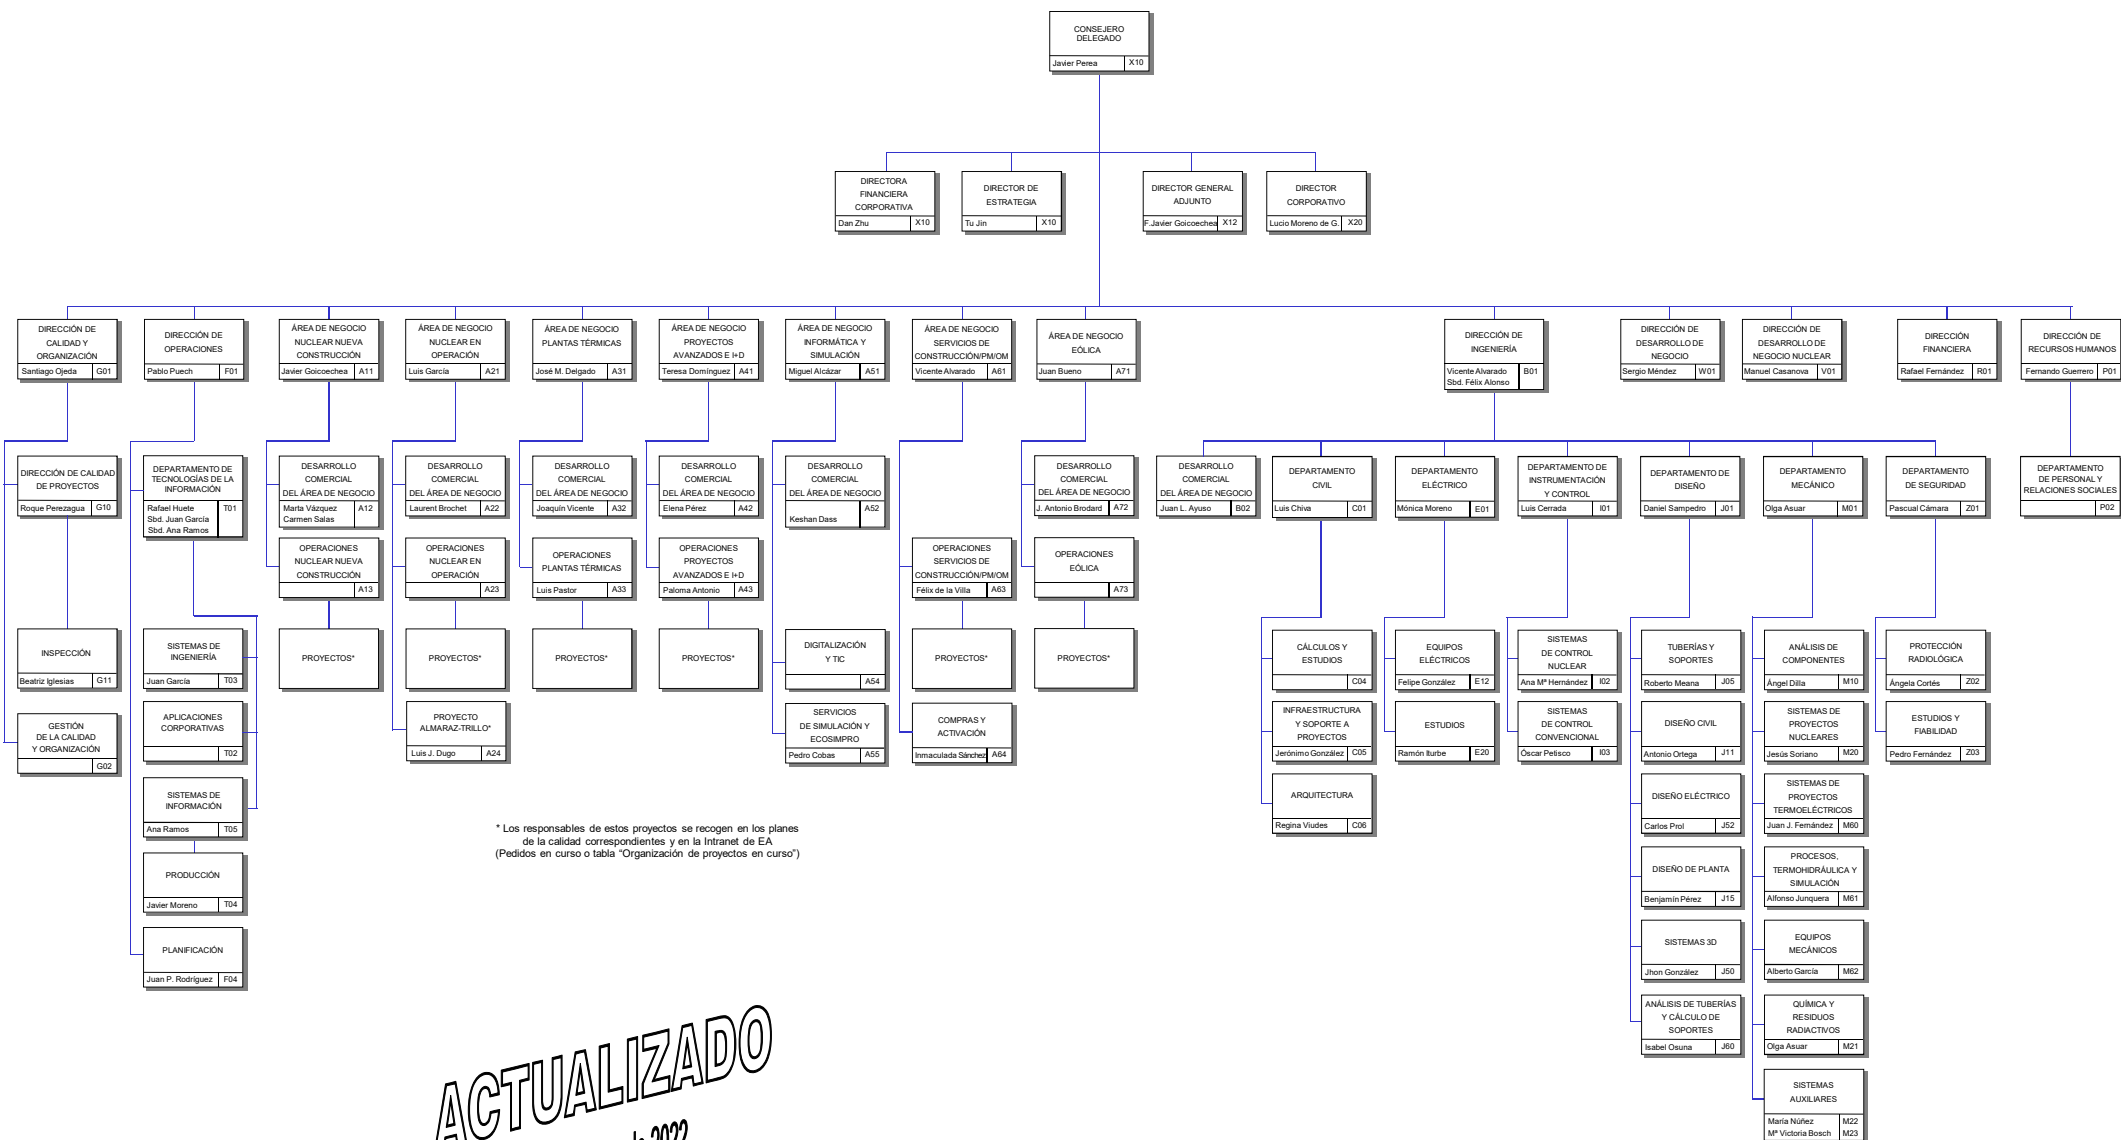 CONSEJERO
DELEGADO
Javier Perea X10
DIRECTORA
FINANCIERA
CORPORATIVA
Dan Zhu X10
DIRECTOR DE
ESTRATEGIA
Tu Jin X10
DIRECTOR GENERAL
ADJUNTO
F.Javier Goicoechea X12
DIRECTOR
CORPORATIVO
Lucio Moreno de G. X20
DIRECCIÓN DE
CALIDAD Y
ORGANIZACIÓN
Santiago Ojeda G01
DIRECCIÓN DE
OPERACIONES
Pablo Puech F01
ÁREA DE NEGOCIO
NUCLEAR NUEVA
CONSTRUCCIÓN
Javier Goicoechea A11
ÁREA DE NEGOCIO
NUCLEAR EN
OPERACIÓN
Luis García A21
ÁREA DE NEGOCIO
PLANTAS TÉRMICAS
José M. Delgado A31
ÁREA DE NEGOCIO
PROYECTOS
AVANZADOS E I+D
Teresa Domínguez A41
ÁREA DE NEGOCIO
INFORMÁTICA Y
SIMULACIÓN
Miguel Alcázar A51
ÁREA DE NEGOCIO
SERVICIOS DE
CONSTRUCCIÓN/PM/OM
Vicente Alvarado A61
ÁREA DE NEGOCIO
EÓLICA
Juan Bueno A71
DIRECCIÓN DE
INGENIERÍA
Vicente Alvarado B01
Sbd. Félix Alonso
DIRECCIÓN DE
DESARROLLO DE
NEGOCIO
Sergio Méndez W01
DIRECCIÓN DE
DESARROLLO DE
NEGOCIO NUCLEAR
Manuel Casanova V01
DIRECCIÓN
FINANCIERA
Rafael Fernández R01
DIRECCIÓN DE
RECURSOS HUMANOS
Fernando Guerrero P01
DIRECCIÓN DE CALIDAD
DE PROYECTOS
Roque Perezagua G10
DEPARTAMENTO DE
TECNOLOGÍAS DE LA
INFORMACIÓN
Rafael Huete T01
Sbd. Juan García
Sbd. Ana Ramos
DESARROLLO
COMERCIAL
DEL ÁREA DE NEGOCIO
Marta Vázquez A12
Carmen Salas
DESARROLLO
COMERCIAL
DEL ÁREA DE NEGOCIO
Laurent Brochet A22
DESARROLLO
COMERCIAL
DEL ÁREA DE NEGOCIO
Joaquín Vicente A32
DESARROLLO
COMERCIAL
DEL ÁREA DE NEGOCIO
Elena Pérez A42
DESARROLLO
COMERCIAL
DEL ÁREA DE NEGOCIO
A52
Keshan Dass
DESARROLLO
COMERCIAL
DEL ÁREA DE NEGOCIO
J. Antonio Brodard A72
DESARROLLO
COMERCIAL
DEL ÁREA DE NEGOCIO
Juan L. Ayuso B02
DEPARTAMENTO
CIVIL
Luis Chiva C01
DEPARTAMENTO
ELÉCTRICO
Mónica Moreno E01
DEPARTAMENTO DE
INSTRUMENTACIÓN
Y CONTROL
Luis Cerrada I01
DEPARTAMENTO DE
DISEÑO
Daniel Sampedro J01
DEPARTAMENTO
MECÁNICO
Olga Asuar M01
DEPARTAMENTO
DE SEGURIDAD
Pascual Cámara Z01
DEPARTAMENTO
DE PERSONAL Y
RELACIONES SOCIALES
P02
OPERACIONES
NUCLEAR NUEVA
CONSTRUCCIÓN
A13
OPERACIONES
NUCLEAR EN
OPERACIÓN
A23
OPERACIONES
PLANTAS TÉRMICAS
Luis Pastor A33
OPERACIONES
PROYECTOS
AVANZADOS E I+D
Paloma Antonio A43
OPERACIONES
SERVICIOS DE
CONSTRUCCIÓN/PM/OM
Félix de la Villa A63
OPERACIONES
EÓLICA
A73
INSPECCIÓN
Beatriz Iglesias G11
SISTEMAS DE
INGENIERÍA
Juan García T03
PROYECTOS*
PROYECTOS*
PROYECTOS*
PROYECTOS*
DIGITALIZACIÓN
Y TIC
A54
PROYECTOS*
PROYECTOS*
CÁLCULOS Y
ESTUDIOS
C04
EQUIPOS
ELÉCTRICOS
Felipe González E12
SISTEMAS
DE CONTROL
NUCLEAR
Ana Mª Hernández I02
TUBERÍAS Y
SOPORTES
Roberto Meana J05
ANÁLISIS DE
COMPONENTES
Ángel Dilla M10
PROTECCIÓN
RADIOLÓGICA
Ángela Cortés Z02
GESTIÓN
DE LA CALIDAD
Y ORGANIZACIÓN
G02
APLICACIONES
CORPORATIVAS
T02
PROYECTO
ALMARAZ-TRILLO*
Luis J. Dugo A24
SERVICIOS
DE SIMULACIÓN Y
ECOSIMPRO
Pedro Cobas A55
COMPRAS Y
ACTIVACIÓN
Inmaculada Sánchez A64
INFRAESTRUCTURA
Y SOPORTE A
PROYECTOS
Jerónimo González C05
ESTUDIOS
Ramón Iturbe E20
SISTEMAS
DE CONTROL
CONVENCIONAL
Óscar Petisco I03
DISEÑO CIVIL
Antonio Ortega J11
SISTEMAS DE
PROYECTOS
NUCLEARES
Jesús Soriano M20
ESTUDIOS Y
FIABILIDAD
Pedro Fernández Z03
SISTEMAS DE
INFORMACIÓN
Ana Ramos T05
ARQUITECTURA
Regina Viudes C06
DISEÑO ELÉCTRICO
Carlos Prol J52
SISTEMAS DE
PROYECTOS
TERMOELÉCTRICOS
Juan J. Fernández M60
* Los responsables de estos proyectos se recogen en los planes
de la calidad correspondientes y en la Intranet de EA
(Pedidos en curso o tabla “Organización de proyectos en curso”)
PRODUCCIÓN
Javier Moreno T04
DISEÑO DE PLANTA
Benjamín Pérez J15
PROCESOS,
TERMOHIDRÁULICA Y
SIMULACIÓN
Alfonso Junquera M61
PLANIFICACIÓN
Juan P. Rodríguez F04
SISTEMAS 3D
Jhon González J50
EQUIPOS
MECÁNICOS
Alberto García M62
ANÁLISIS DE TUBERÍAS
Y CÁLCULO DE
SOPORTES
Isabel Osuna J60
QUÍMICA Y
RESIDUOS
RADIACTIVOS
Olga Asuar M21
SISTEMAS
AUXILIARES
María Núñez M22
Mª Victoria Bosch M23
ACTUALIZADO
2022